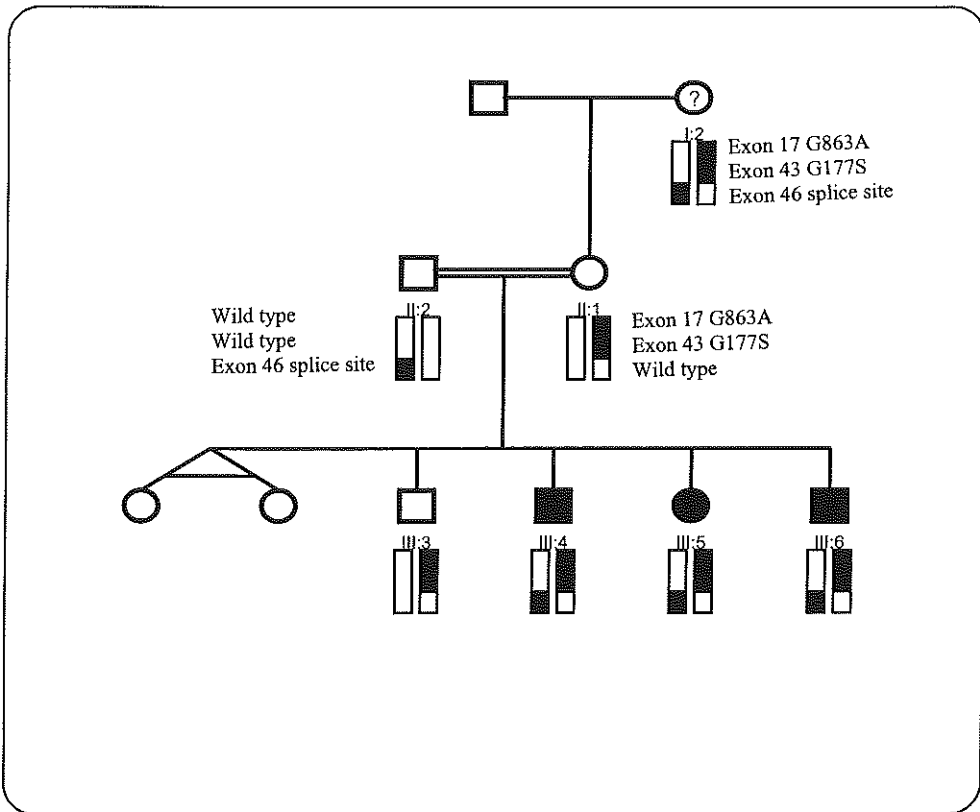 ?
I:2
Exon 17 G863A
Exon 43 G177S
Exon 46 splice site
II:2
Wild type
Wild type
Exon 46 splice site
II:1
Exon 17 G863A
Exon 43 G177S
Wild type
III:3
III:4
III:5
III:6